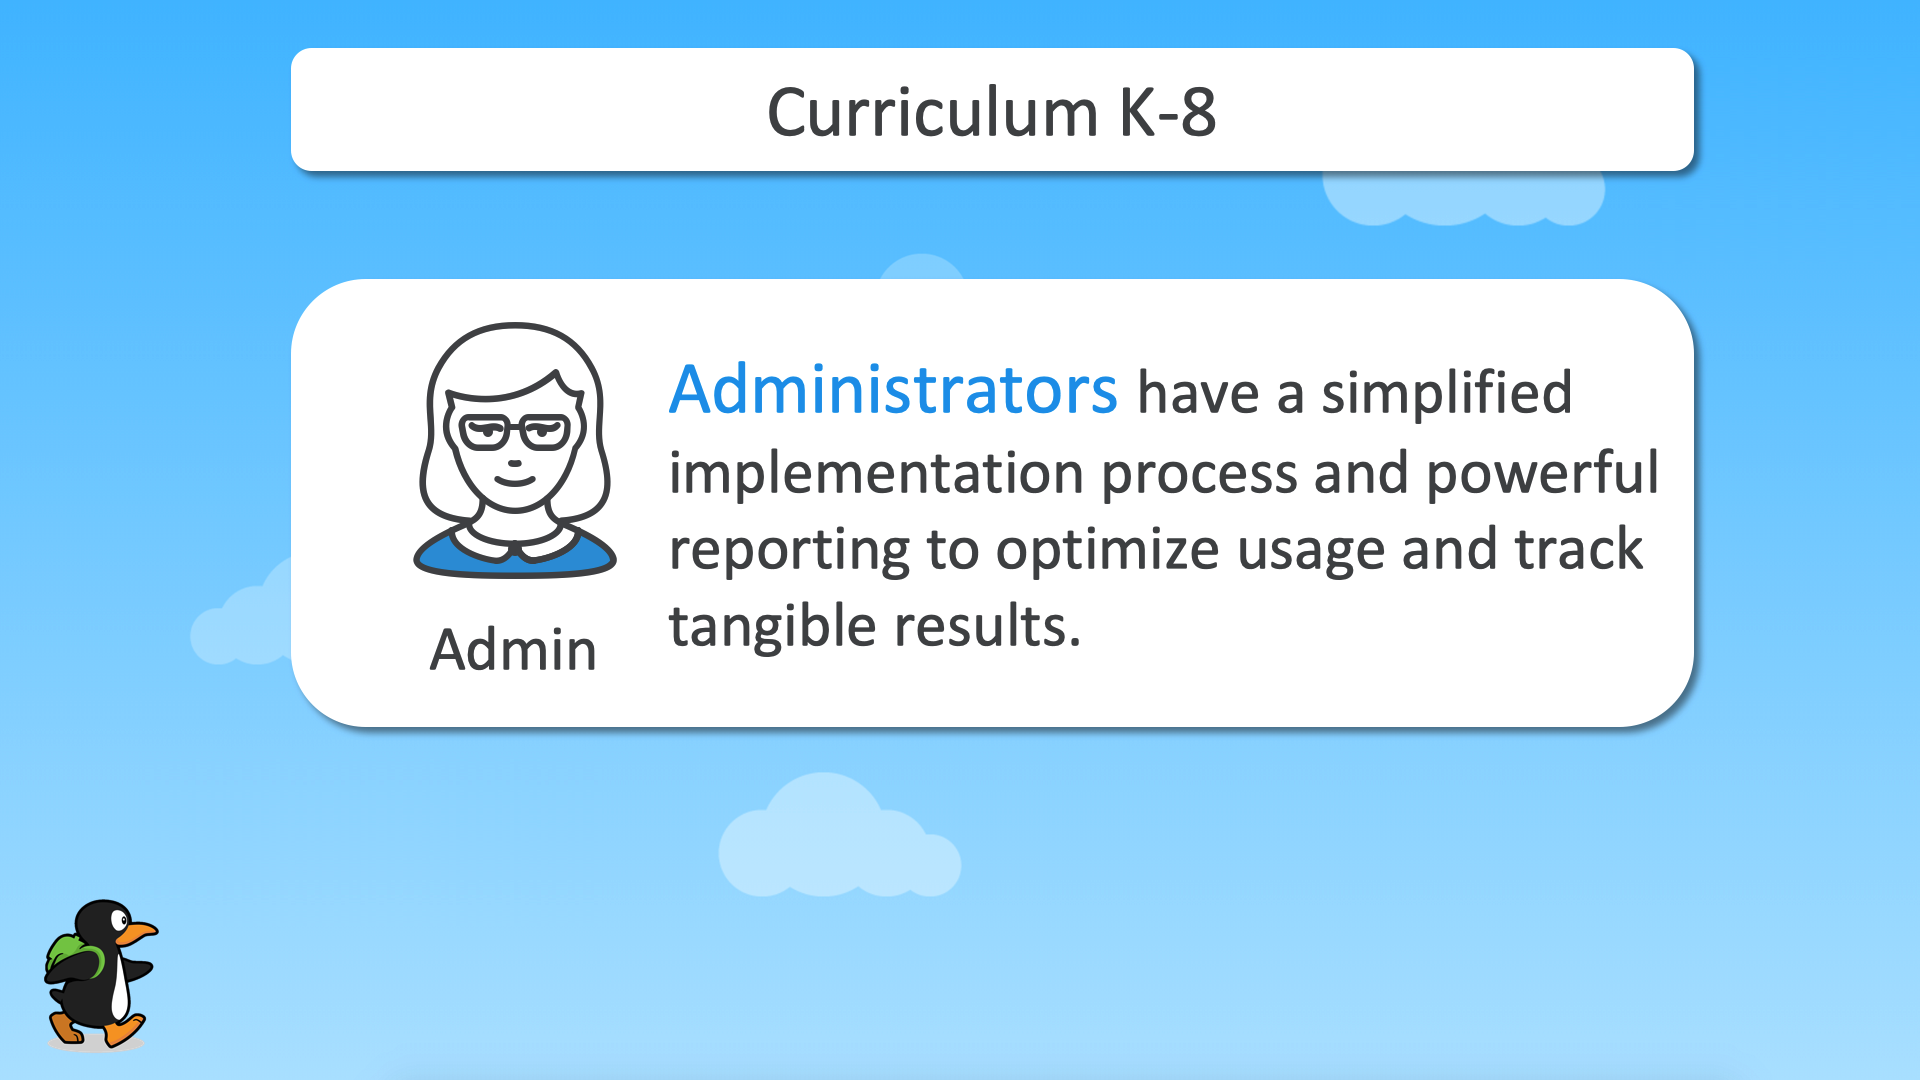 Curriculum K-8
Administrators have a simplified
implementation process and powerful
reporting to optimize usage and track
tangible results.
Admin